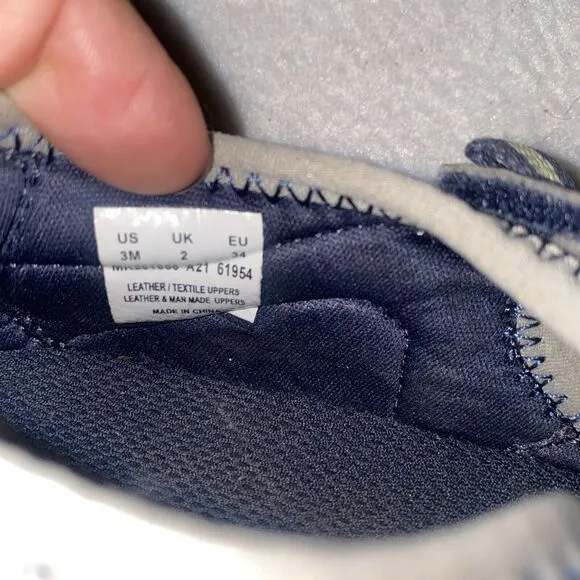 US UK EU
3M 2 34
A21 61954
LEATHER / TEXTILE UPPERS
LEATHER & MAN MADE UPPERS
MADE IN CHINA